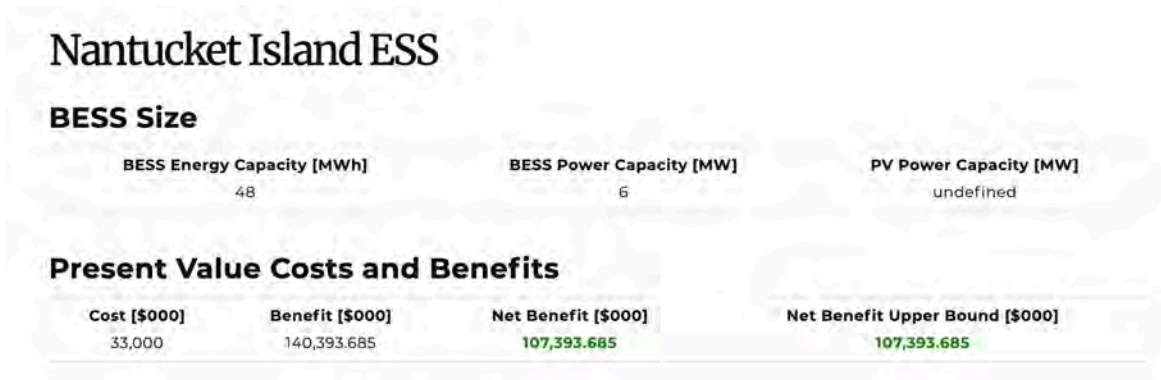 Nantucket Island ESS
BESS Size
BESS Energy Capacity [MWh] BESS Power Capacity [MW] PV Power Capacity [MW]
48 6 undefined
Present Value Costs and Benefits
Cost [$000] Benefit [$000] Net Benefit [$000] Net Benefit Upper Bound [$000]
33,000 140,393.685 107,393.685 107,393.685